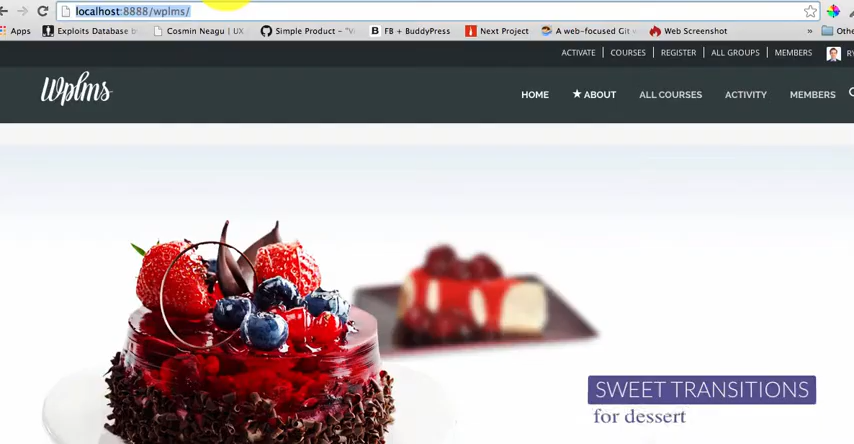 localhost:8888/wplms/
Apps Exploits Database b Cosmin Neagu | UX Simple Product – "Vi B FB + BuddyPress Next Project A web-focused Git Web Screenshot » Othe
ACTIVATE COURSES REGISTER ALL GROUPS MEMBERS RY
Wplms HOME ★ ABOUT ALL COURSES ACTIVITY MEMBERS
SWEET TRANSITIONS
for dessert